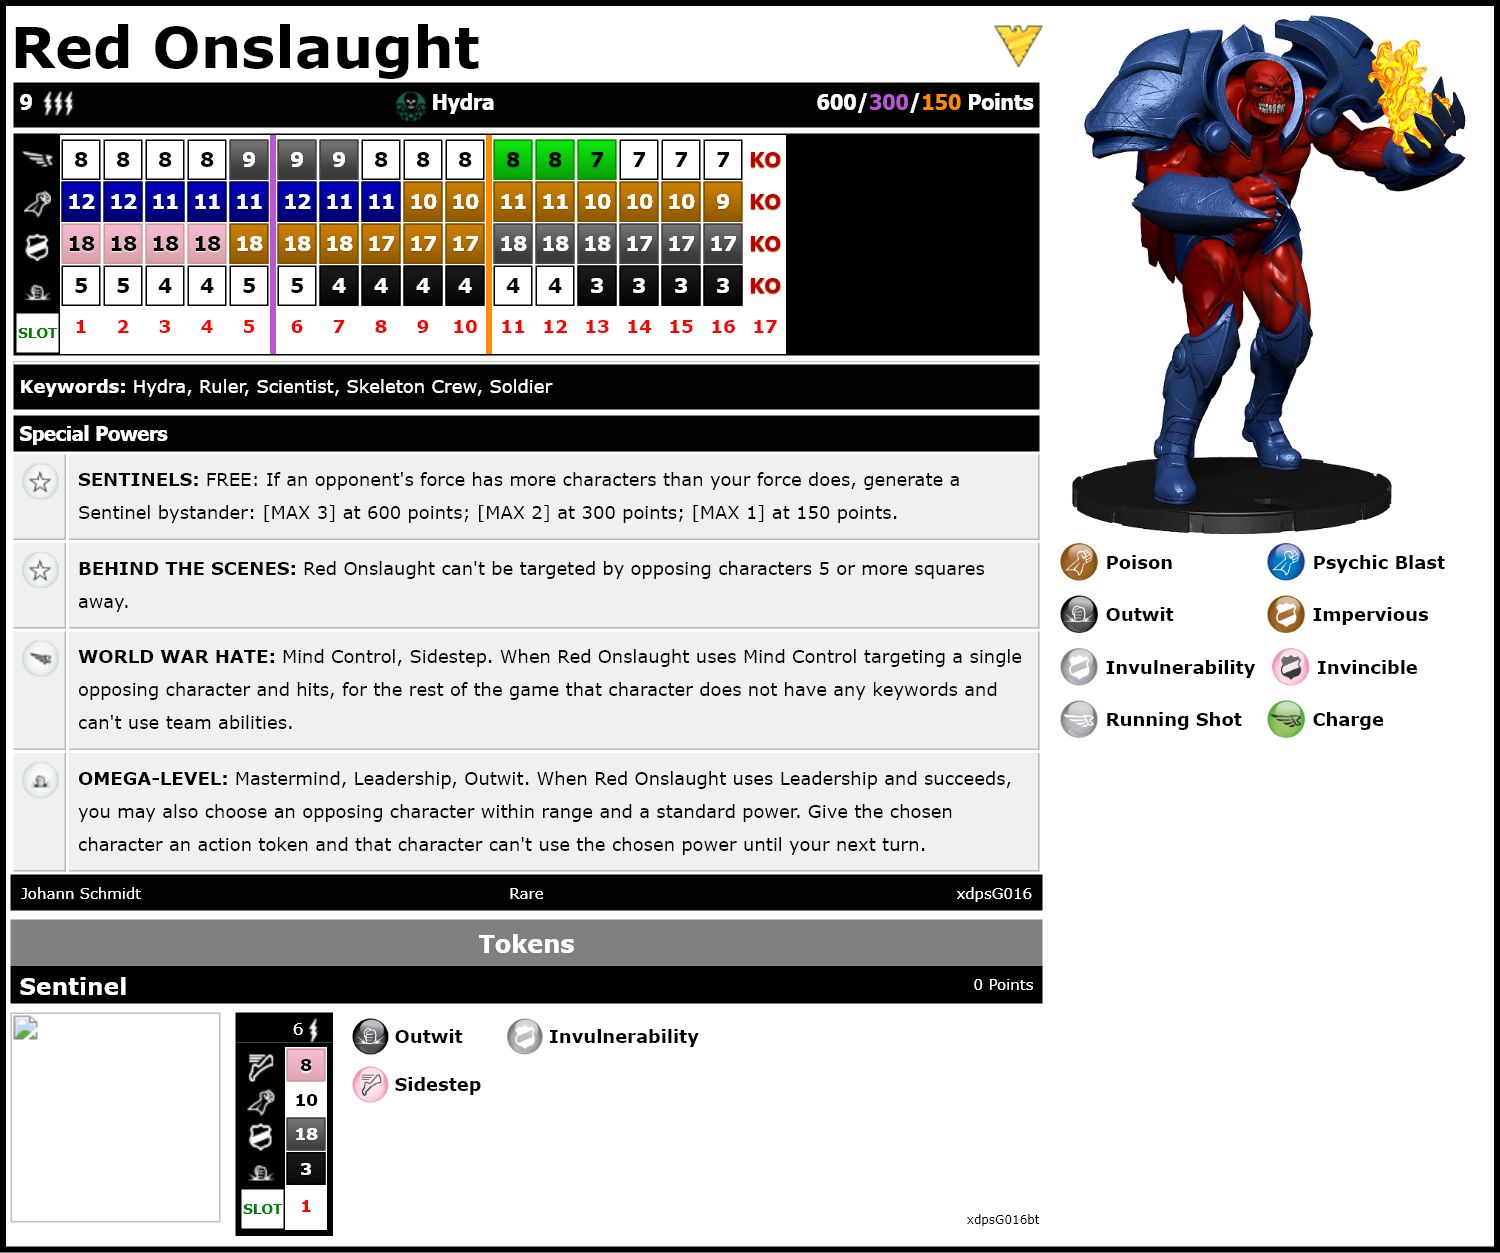 Red Onslaught
9 Hydra 600/300/150 Points
8 8 8 8 9 9 9 8 8 8 8 8 7 7 7 7 KO
12 12 11 11 11 12 11 11 10 10 11 11 10 10 10 9 KO
18 18 18 18 18 18 18 17 17 17 18 18 18 17 17 17 KO
5 5 4 4 5 5 4 4 4 4 4 4 3 3 3 3 KO
SLOT 1 2 3 4 5 6 7 8 9 10 11 12 13 14 15 16 17
Keywords: Hydra, Ruler, Scientist, Skeleton Crew, Soldier
Special Powers
SENTINELS: FREE: If an opponent's force has more characters than your force does, generate a
Sentinel bystander: [MAX 3] at 600 points; [MAX 2] at 300 points; [MAX 1] at 150 points.
BEHIND THE SCENES: Red Onslaught can't be targeted by opposing characters 5 or more squares
away.
WORLD WAR HATE: Mind Control, Sidestep. When Red Onslaught uses Mind Control targeting a single
opposing character and hits, for the rest of the game that character does not have any keywords and
can't use team abilities.
OMEGA-LEVEL: Mastermind, Leadership, Outwit. When Red Onslaught uses Leadership and succeeds,
you may also choose an opposing character within range and a standard power. Give the chosen
character an action token and that character can't use the chosen power until your next turn.
Johann Schmidt Rare xdpsG016
Poison Psychic Blast
Outwit Impervious
Invulnerability Invincible
Running Shot Charge
Tokens
Sentinel 0 Points
6
8
10
18
3
SLOT 1
Outwit Invulnerability
Sidestep
xdpsG016bt